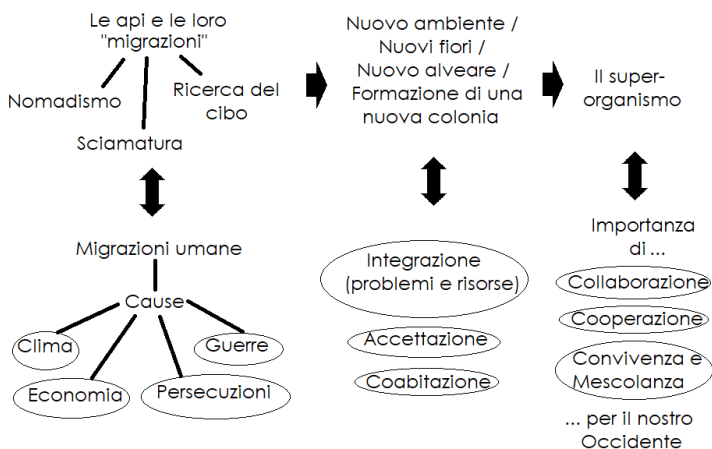 Le api e le loro
"migrazioni"
Nomadismo
Sciamatura
Ricerca del
cibo
Nuovo ambiente /
Nuovi fiori /
Nuovo alveare /
Formazione di una
nuova colonia
Il super-
organismo
Migrazioni umane
Cause
Clima
Economia
Persecuzioni
Guerre
Integrazione
(problemi e risorse)
Accettazione
Coabitazione
Importanza
di ...
Collaborazione
Cooperazione
Convivenza e
Mescolanza
... per il nostro
Occidente